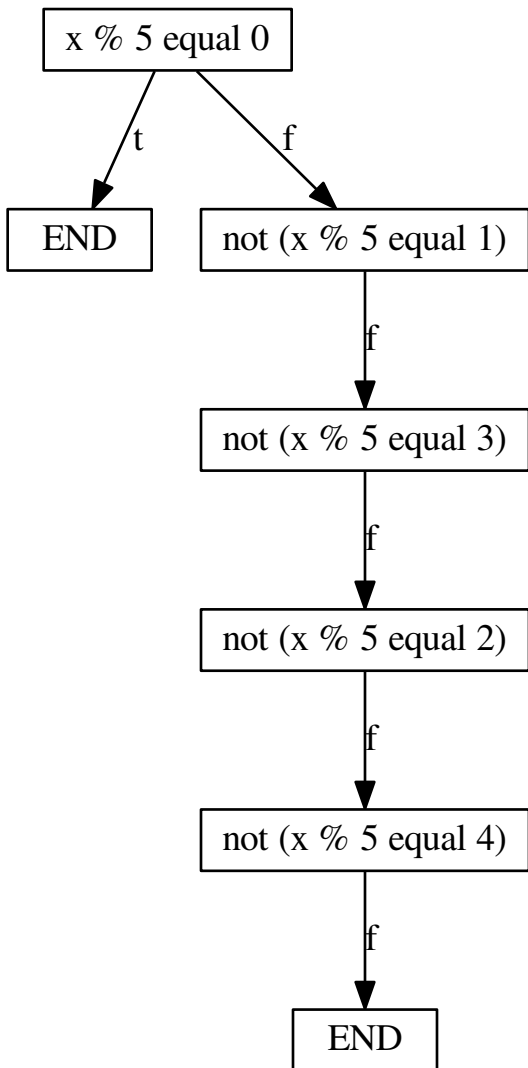 x % 5 equal 0
t
f
END
not (x % 5 equal 1)
f
not (x % 5 equal 3)
f
not (x % 5 equal 2)
f
not (x % 5 equal 4)
f
END